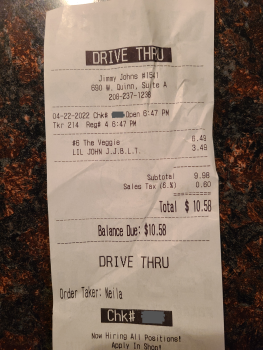 DRIVE THRU
Jimmy Johns #1541
690 W. Quinn, Suite A
208-237-1236
04-22-2022 Chk# Open 6:47 PM
Tkr 214 Reg# 4 6:47 PM
#6 The Veggie 6.49
LIL JOHN J.J.B.L.T. 3.49
Subtotal 9.98
Sales Tax (6.%) 0.60
Total $ 10.58
Balance Due: $10.58
DRIVE THRU
Order Taker: Neila
Chk#
Now Hiring All Positions!
Apply In Shop!